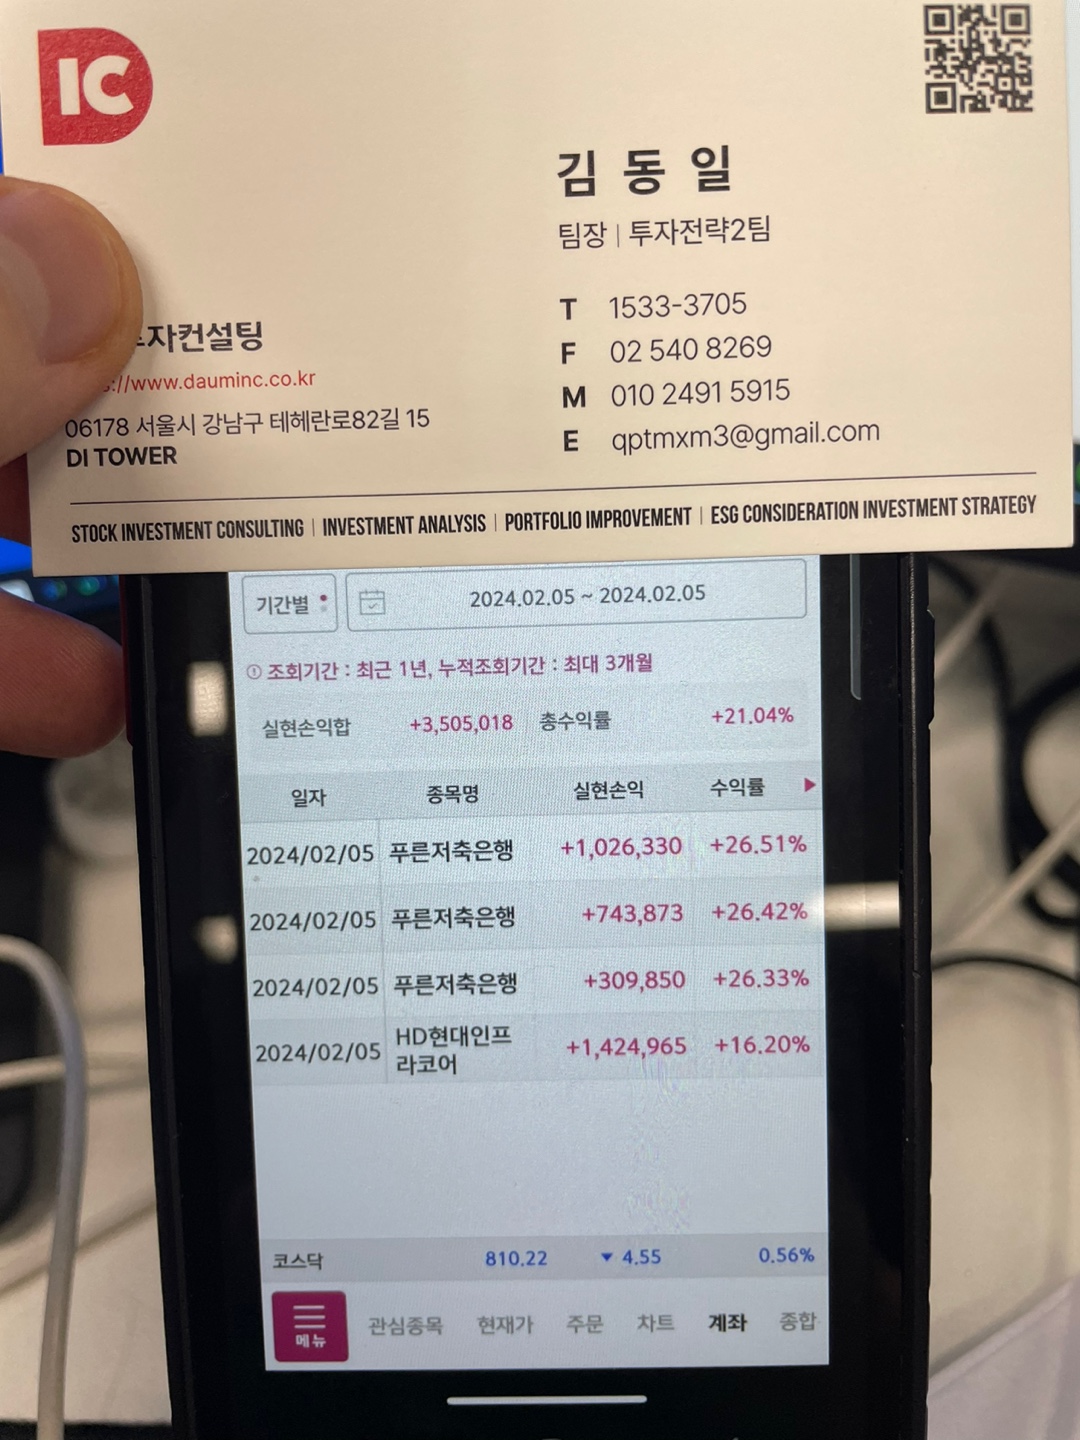 IC
김동일
팀장 | 투자전략2팀
T 1533-3705
F 02 540 8269
M 010 2491 5915
E qptmxm3@gmail.com
자컨설팅
://www.dauminc.co.kr
06178 서울시 강남구 테헤란로82길 15
DI TOWER
STOCK INVESTMENT CONSULTING | INVESTMENT ANALYSIS | PORTFOLIO IMPROVEMENT | ESG CONSIDERATION INVESTMENT STRATEGY
기간별 2024.02.05 ~ 2024.02.05
조회기간 : 최근 1년, 누적조회기간 : 최대 3개월
실현손익합 +3,505,018 총수익률 +21.04%
일자 종목명 실현손익 수익률
2024/02/05 푸른저축은행 +1,026,330 +26.51%
2024/02/05 푸른저축은행 +743,873 +26.42%
2024/02/05 푸른저축은행 +309,850 +26.33%
2024/02/05 HD현대인프라코어 +1,424,965 +16.20%
코스닥 810.22 ▼ 4.55 0.56%
메뉴 관심종목 현재가 주문 차트 계좌 종합